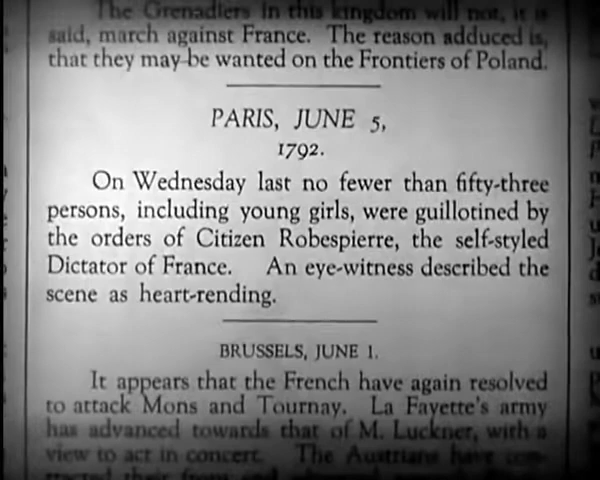 The Grenadiers in this kingdom will not, it is
said, march against France. The reason adduced is,
that they may be wanted on the Frontiers of Poland.
PARIS, JUNE 5,
1792.
On Wednesday last no fewer than fifty-three
persons, including young girls, were guillotined by
the orders of Citizen Robespierre, the self-styled
Dictator of France. An eye-witness described the
scene as heart-rending.
BRUSSELS, JUNE 1.
It appears that the French have again resolved
to attack Mons and Tournay. La Fayette's army
has advanced towards that of M. Luckner, with a
view to act in concert. The Austrians have con-